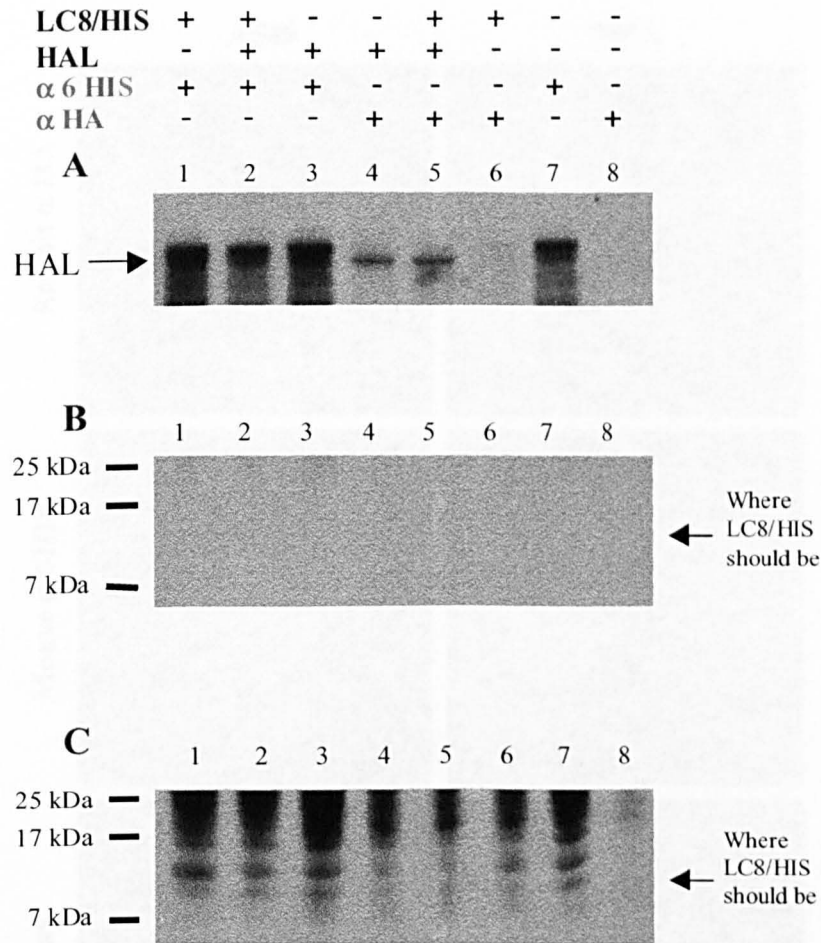 LC8/HIS + + - - + + - -
HAL - + + + + - - -
α 6 HIS + + + - - - + -
α HA - - - + + + - +
A
1 2 3 4 5 6 7 8
HAL
B
1 2 3 4 5 6 7 8
25 kDa
17 kDa
7 kDa
Where
LC8/HIS
should be
C
1 2 3 4 5 6 7 8
25 kDa
17 kDa
7 kDa
Where
LC8/HIS
should be